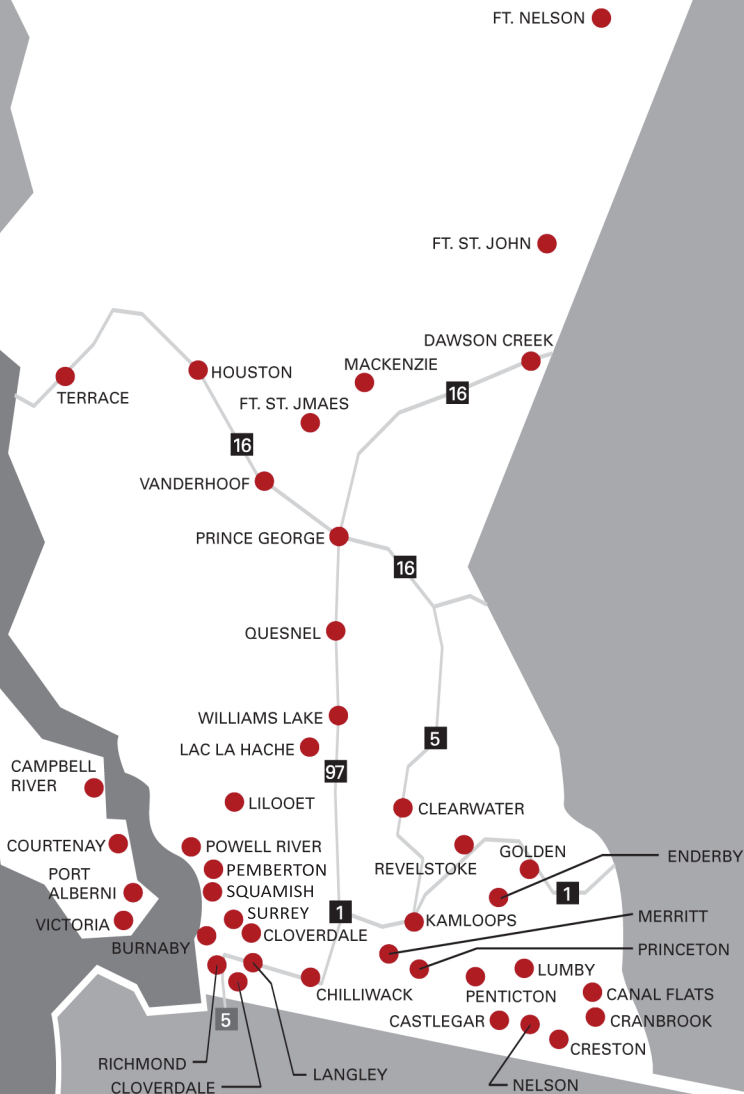 FT. NELSON
FT. ST. JOHN
DAWSON CREEK
MACKENZIE
HOUSTON
16
TERRACE
FT. ST. JMAES
16
VANDERHOOF
PRINCE GEORGE
16
QUESNEL
WILLIAMS LAKE
5
LAC LA HACHE
97
CAMPBELL
RIVER
LILOOET
CLEARWATER
COURTENAY
POWELL RIVER
GOLDEN
ENDERBY
REVELSTOKE
PEMBERTON
PORT
ALBERNI
SQUAMISH
1
SURREY
1
MERRITT
VICTORIA
KAMLOOPS
CLOVERDALE
BURNABY
PRINCETON
LUMBY
CHILLIWACK
PENTICTON
CANAL FLATS
5
CASTLEGAR
CRANBROOK
CRESTON
RICHMOND
LANGLEY
CLOVERDALE
NELSON